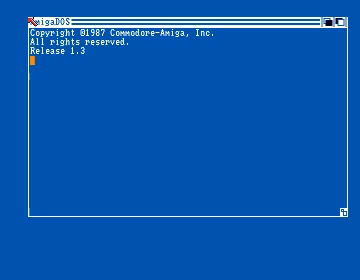 AmigaDOS
Copyright ©1987 Commodore-Amiga, Inc.
All rights reserved.
Release 1.3